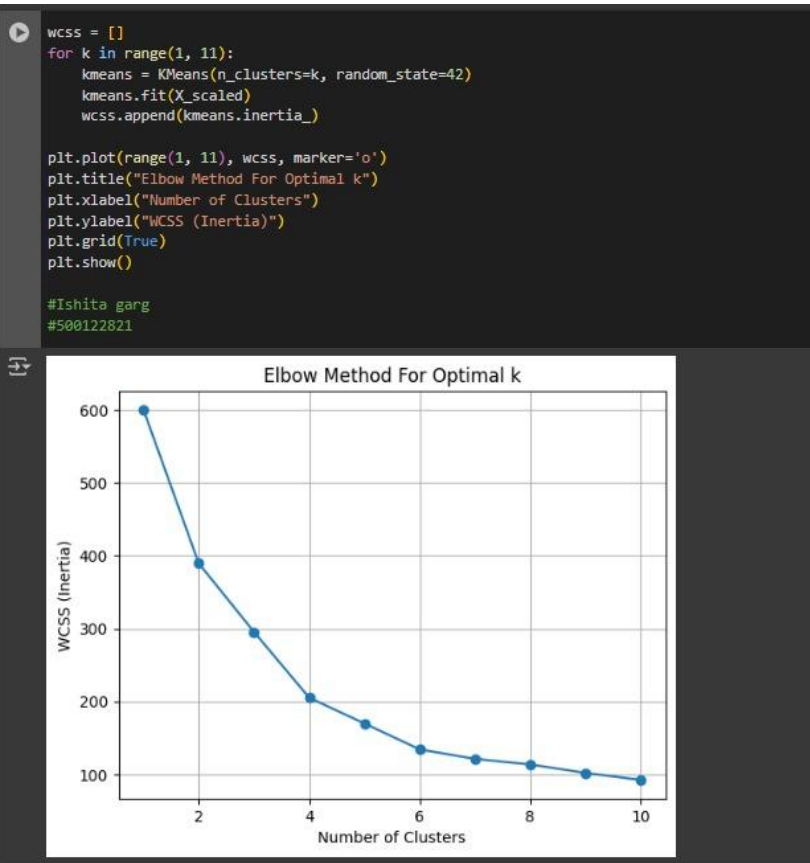 wcss = []
for k in range(1, 11):
    kmeans = KMeans(n_clusters=k, random_state=42)
    kmeans.fit(X_scaled)
    wcss.append(kmeans.inertia_)
plt.plot(range(1, 11), wcss, marker='o')
plt.title("Elbow Method For Optimal k")
plt.xlabel("Number of Clusters")
plt.ylabel("WCSS (Inertia)")
plt.grid(True)
plt.show()
#Ishita garg
#500122821
Elbow Method For Optimal k
600
500
400
300
200
100
WCSS (Inertia)
2 4 6 8 10
Number of Clusters